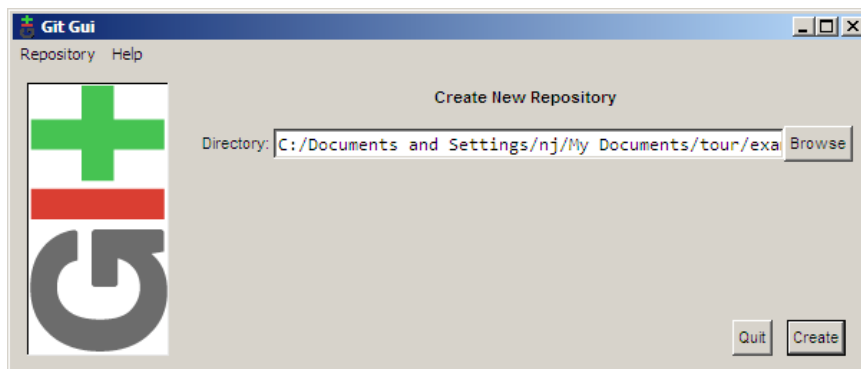 Git Gui
Repository Help
Create New Repository
Directory: C:/Documents and Settings/nj/My Documents/tour/exa Browse
GIT
Quit Create